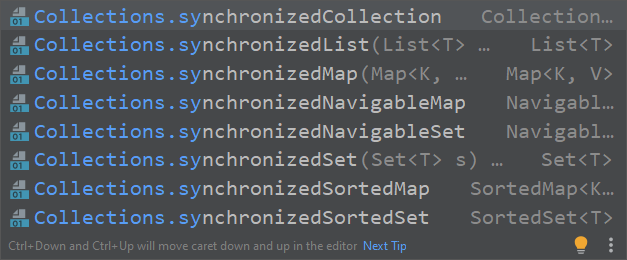 Collections.synchronizedCollection Collection…
Collections.synchronizedList(List<T> … List<T>
Collections.synchronizedMap(Map<K, … Map<K, V>
Collections.synchronizedNavigableMap Navigabl…
Collections.synchronizedNavigableSet Navigabl…
Collections.synchronizedSet(Set<T> s) … Set<T>
Collections.synchronizedSortedMap SortedMap<K…
Collections.synchronizedSortedSet SortedSet<T>
Ctrl+Down and Ctrl+Up will move caret down and up in the editor Next Tip